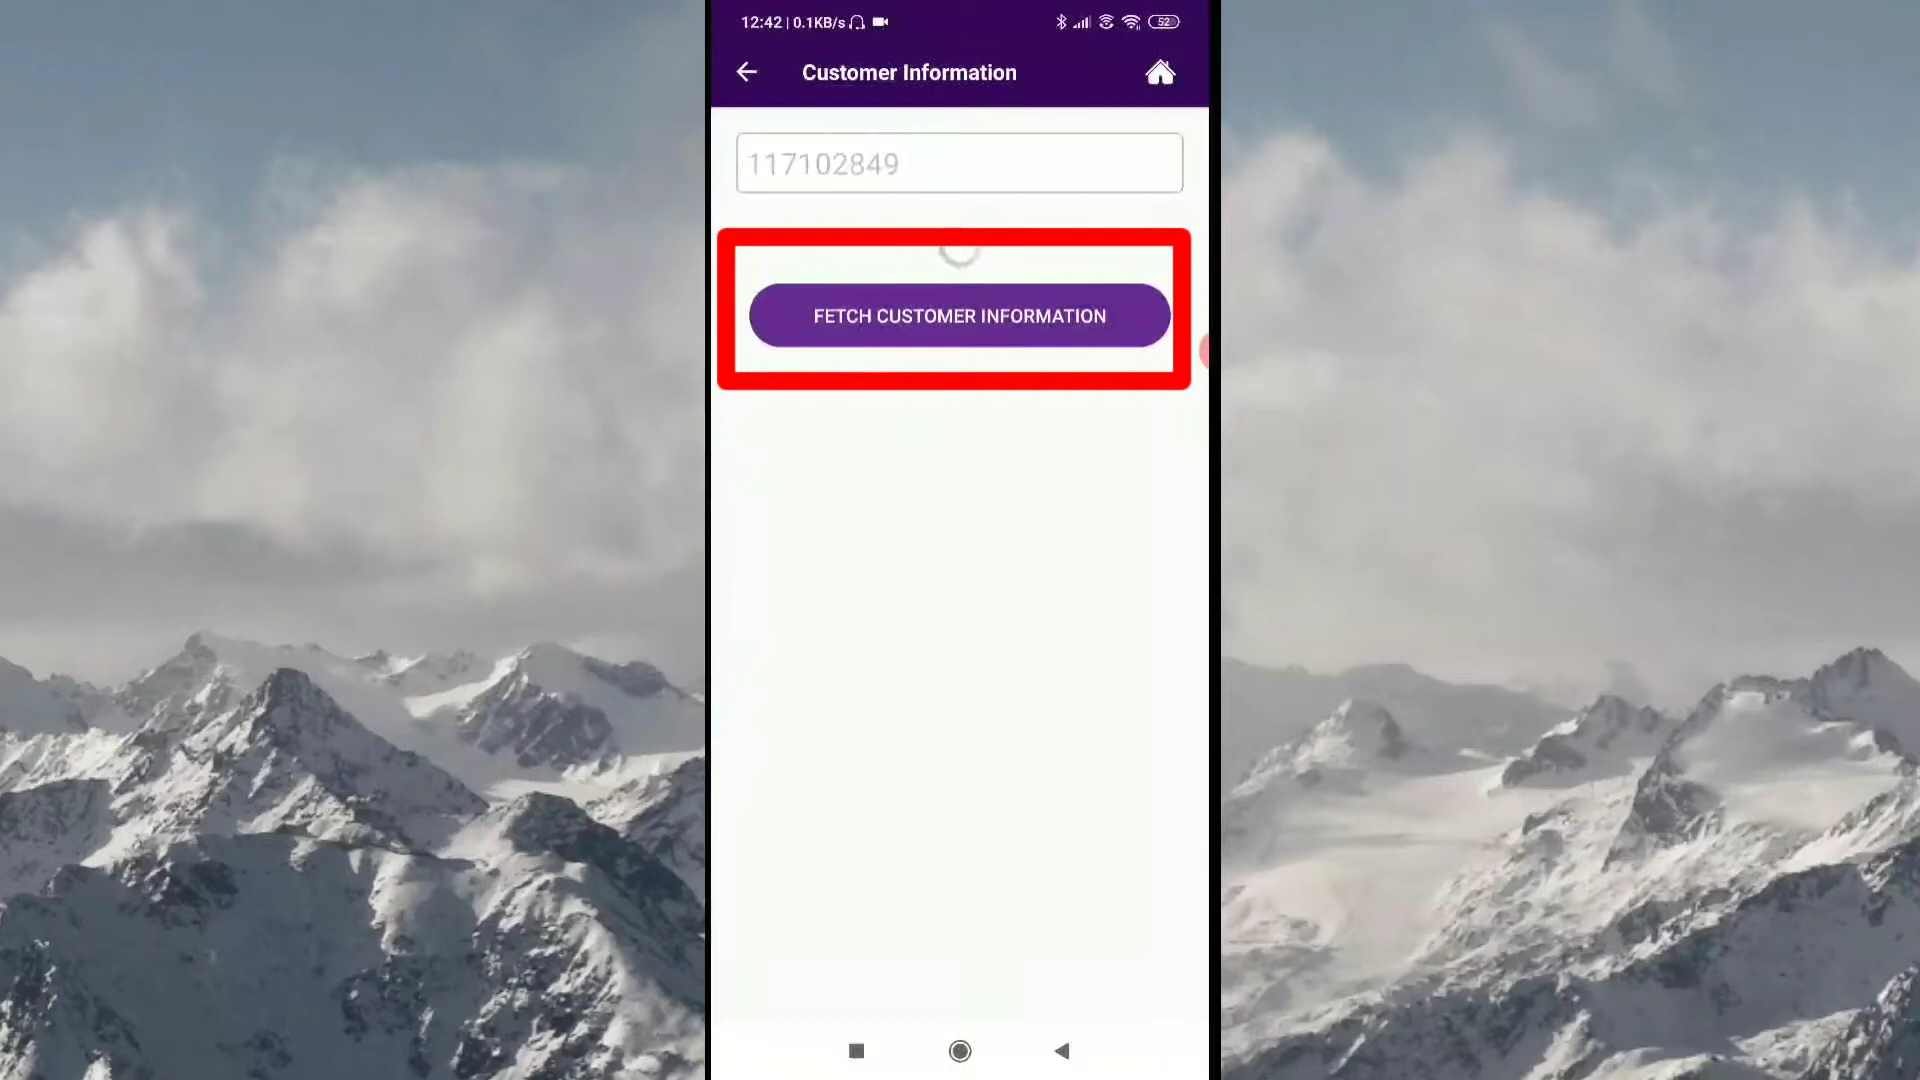 12:42 | 0.1KB/s
52
Customer Information
117102849
FETCH CUSTOMER INFORMATION